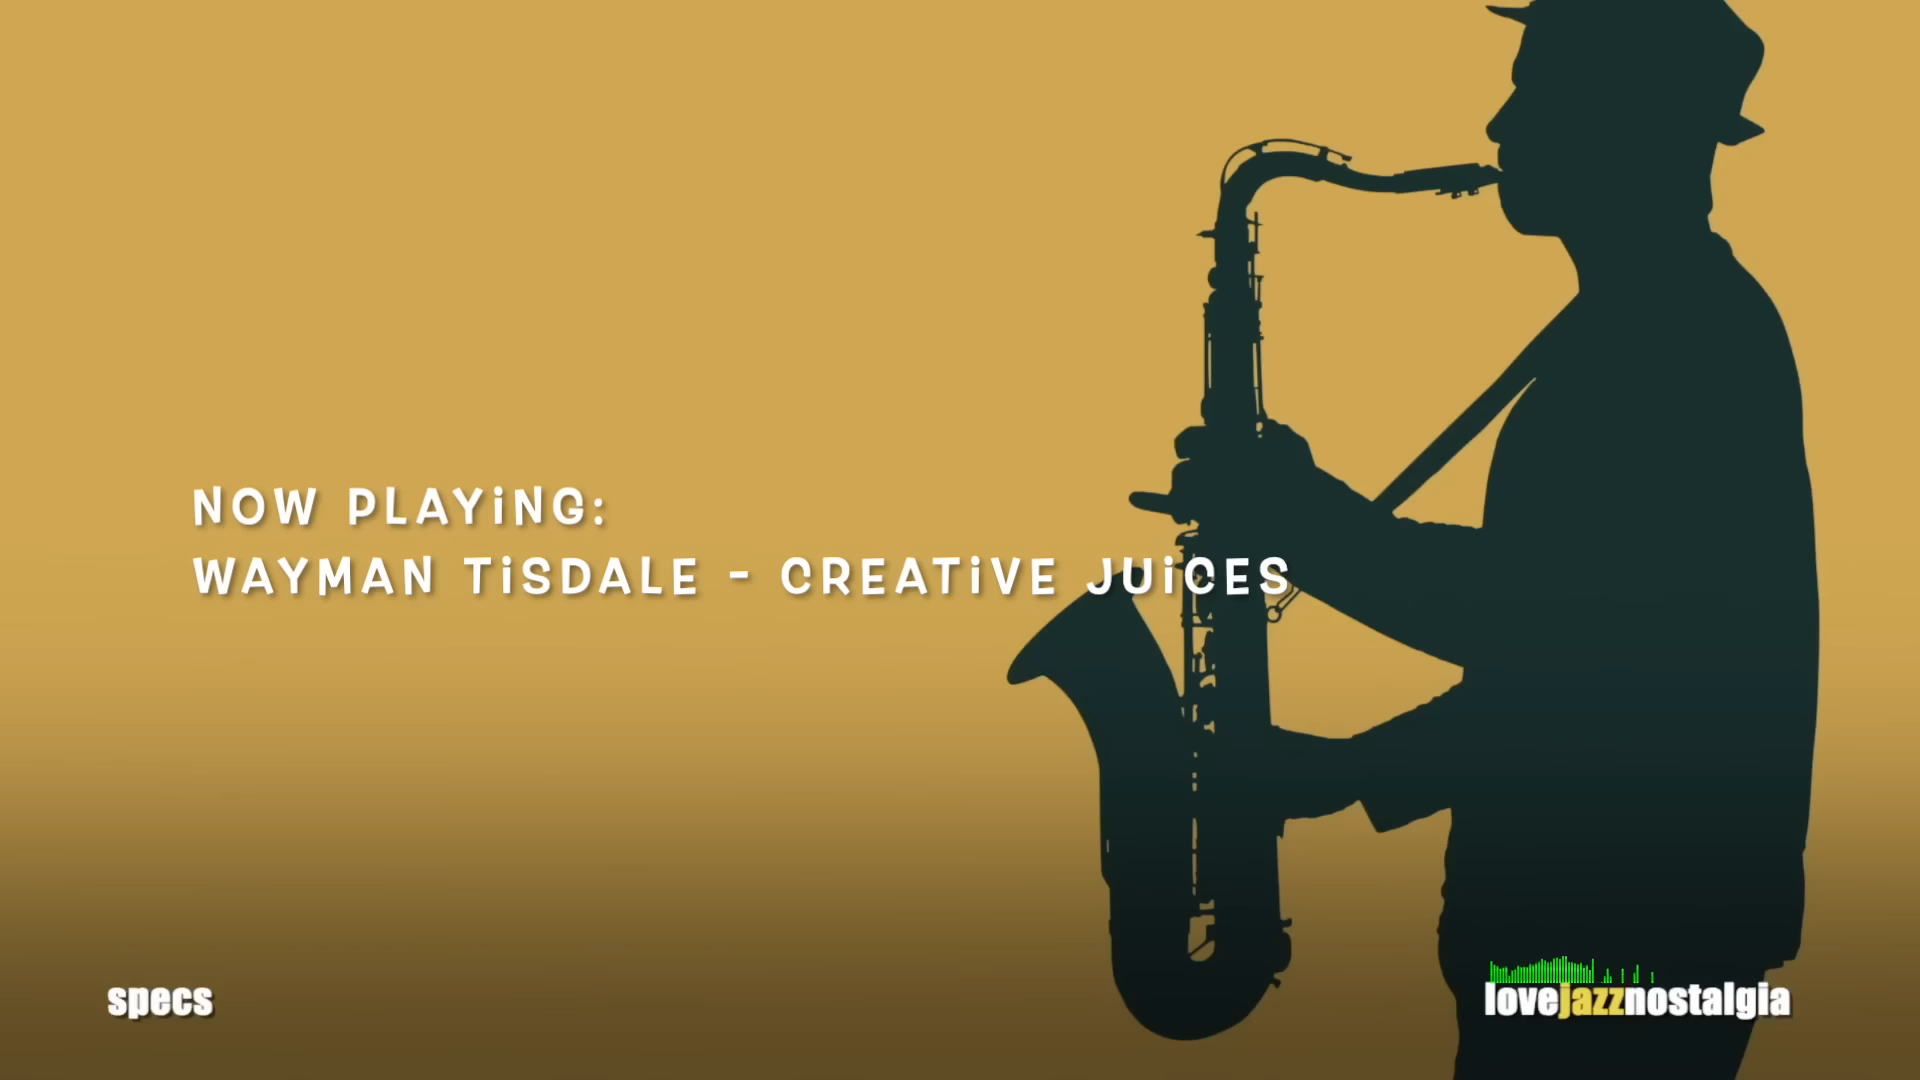 NOW PLAYiNG:
WAYMAN TiSDALE - CREATiVE JUiCES
specs
lovejazznostalgia